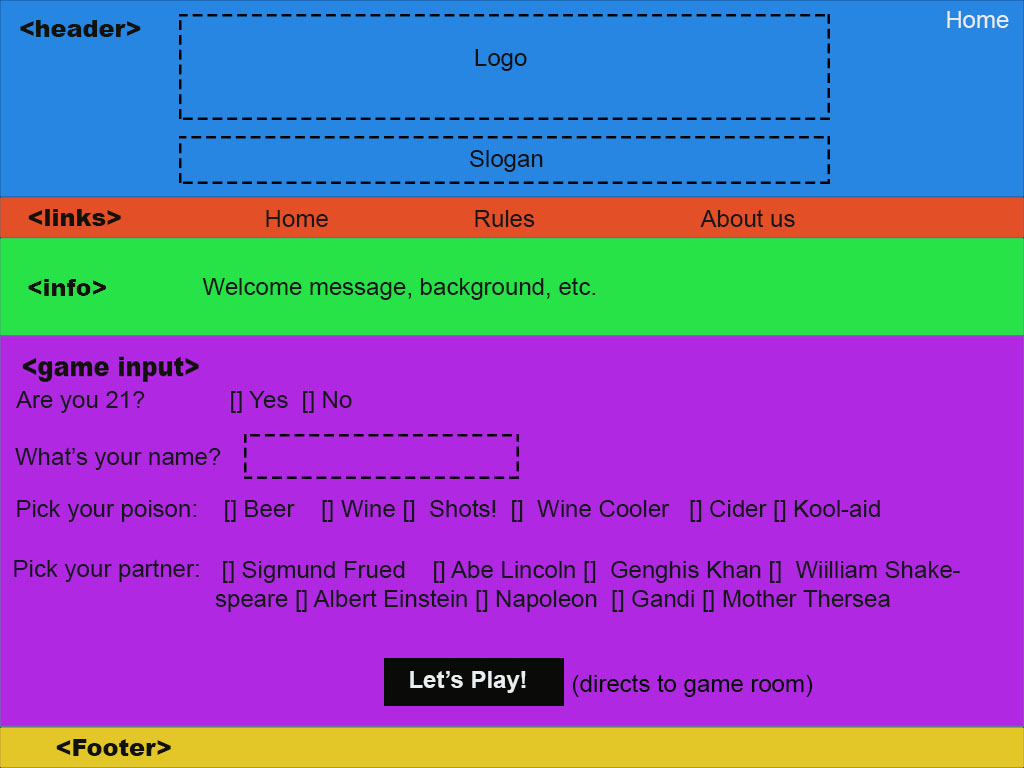 <header>
Home
Logo
Slogan
<links> Home Rules About us
<info> Welcome message, background, etc.
<game input>
Are you 21? [] Yes [] No
What’s your name?
Pick your poison: [] Beer [] Wine [] Shots! [] Wine Cooler [] Cider [] Kool-aid
Pick your partner: [] Sigmund Frued [] Abe Lincoln [] Genghis Khan [] Wiilliam Shake-
speare [] Albert Einstein [] Napoleon [] Gandi [] Mother Thersea
Let’s Play! (directs to game room)
<Footer>